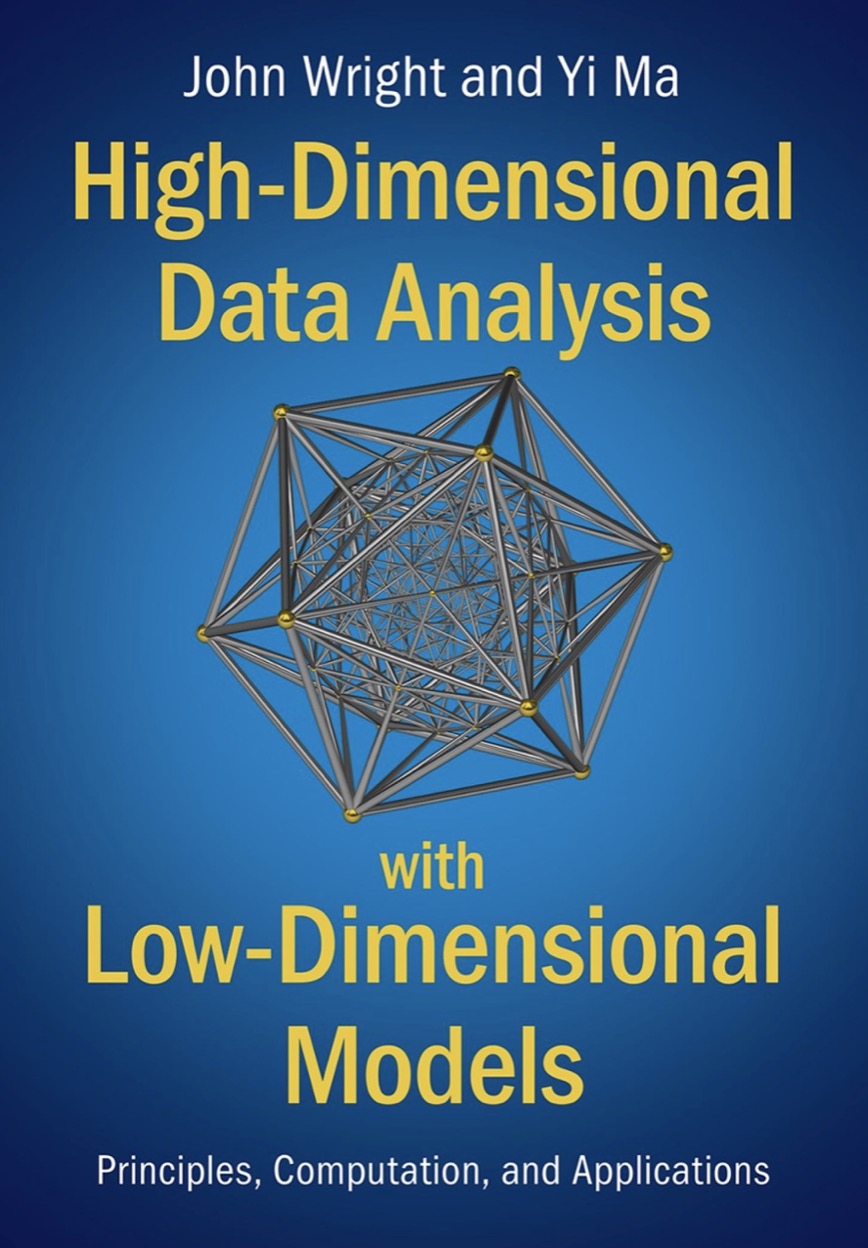 John Wright and Yi Ma
High-Dimensional
Data Analysis
with
Low-Dimensional
Models
Principles, Computation, and Applications